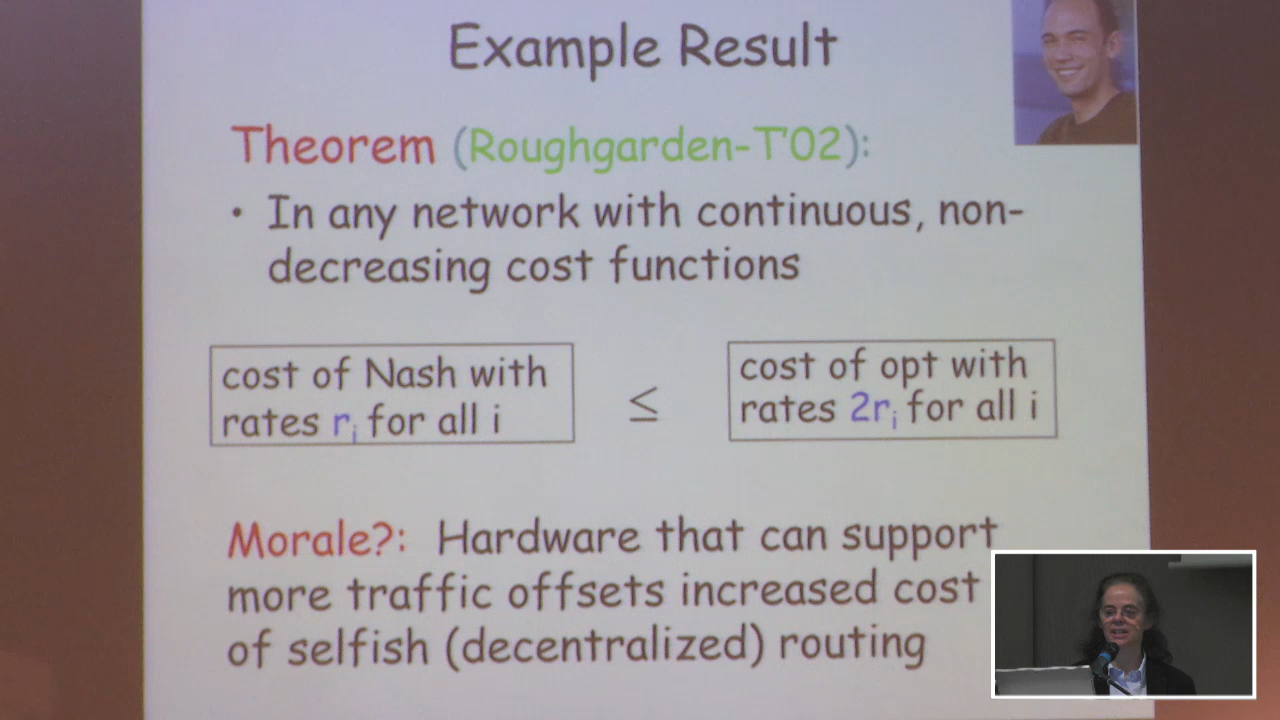 Example Result
Theorem (Roughgarden-T'02):
• In any network with continuous, non-
decreasing cost functions
cost of Nash with
rates rᵢ for all i
≤
cost of opt with
rates 2rᵢ for all i
Morale?: Hardware that can support
more traffic offsets increased cost
of selfish (decentralized) routing